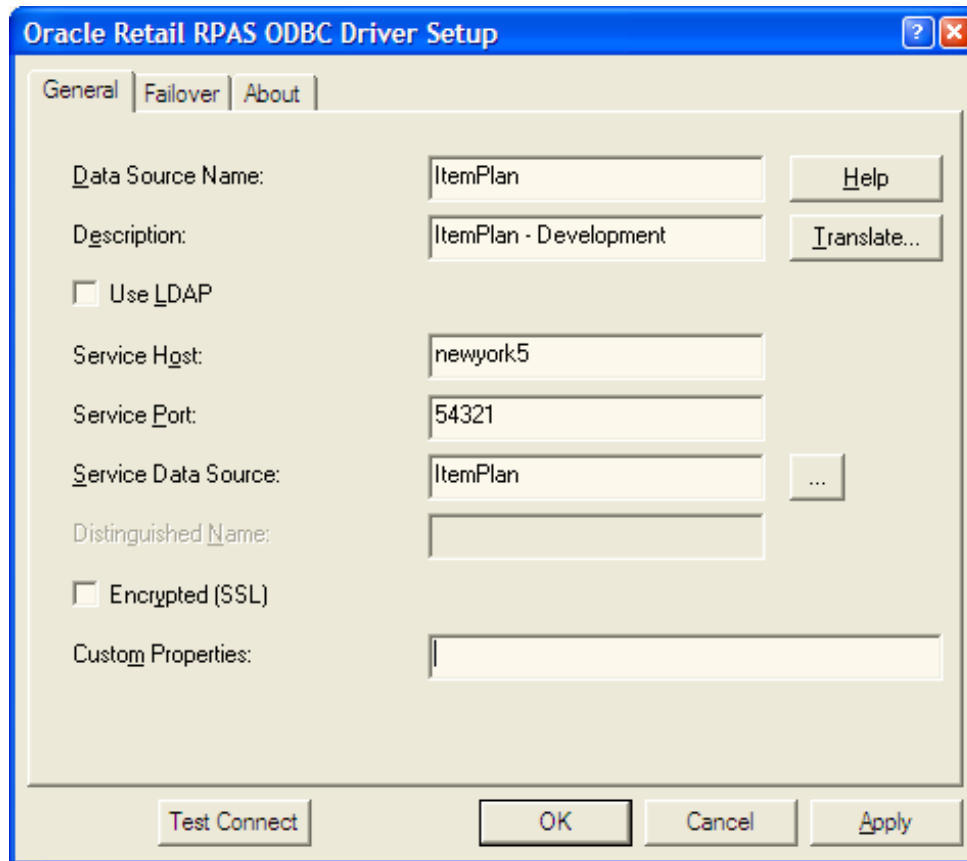 Oracle Retail RPAS ODBC Driver Setup
General Failover About
Data Source Name: ItemPlan Help
Description: ItemPlan - Development Translate...
Use LDAP
Service Host: newyork5
Service Port: 54321
Service Data Source: ItemPlan ...
Distinguished Name:
Encrypted (SSL)
Custom Properties:
Test Connect OK Cancel Apply